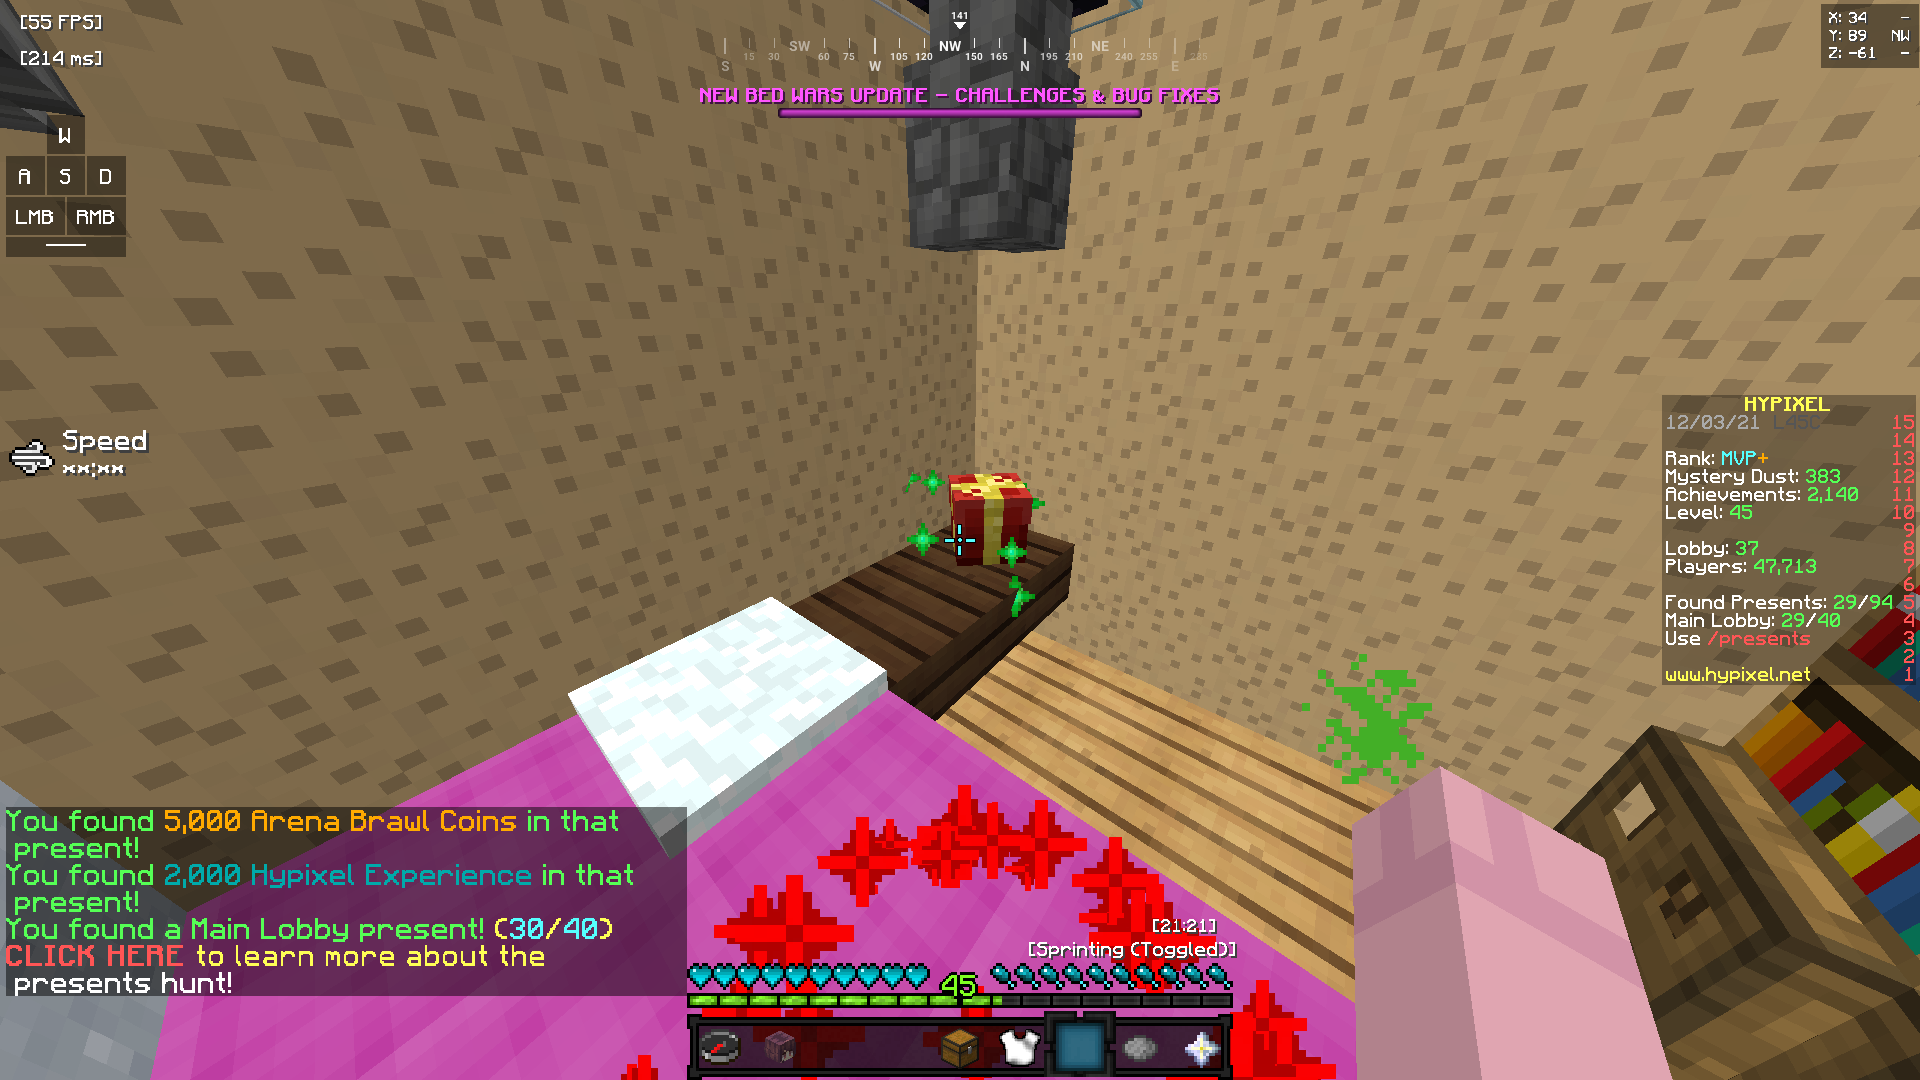 [55 FPS]
[214 ms]
141
SW NW NE
S 15 30 60 75 W 105 120 150 165 N 195 210 240 255 E 285
NEW BED WARS UPDATE - CHALLENGES & BUG FIXES
X: 34 -
Y: 89 NW
Z: -61 -
W
A S D
LMB RMB
Speed
xx:xx
HYPIXEL
12/03/21 L45C 15
14
Rank: MVP+ 13
Mystery Dust: 383 12
Achievements: 2,140 11
Level: 45 10
9
Lobby: 37 8
Players: 47,713 7
6
Found Presents: 29/94 5
Main Lobby: 29/40 4
Use /presents 3
2
www.hypixel.net 1
You found 5,000 Arena Brawl Coins in that
present!
You found 2,000 Hypixel Experience in that
present!
You found a Main Lobby present! (30/40)
CLICK HERE to learn more about the
presents hunt!
[21:21]
[Sprinting (Toggled)]
45